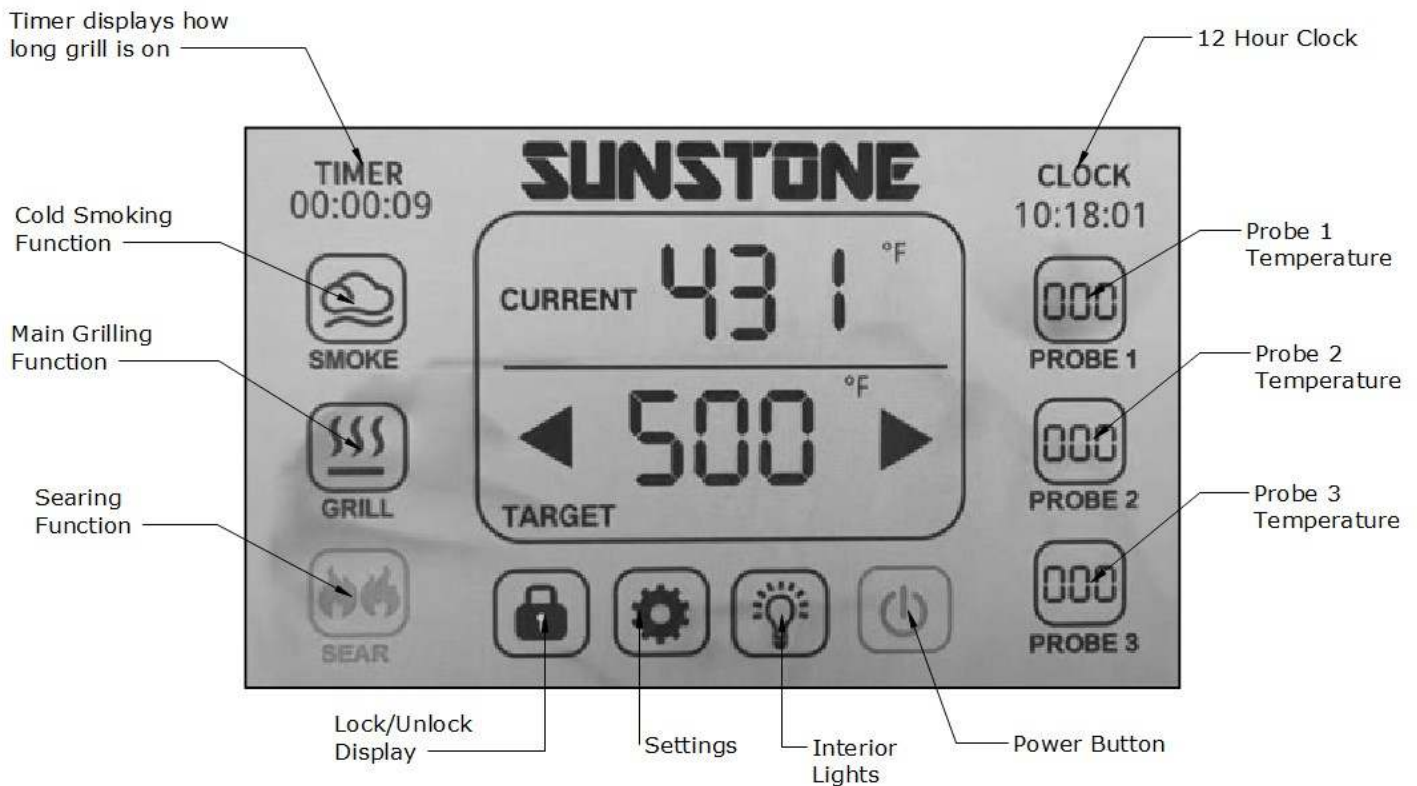 Timer displays how
long grill is on
12 Hour Clock
SUNSTONE
TIMER
00:00:09
CLOCK
10:18:01
Cold Smoking
Function
Probe 1
Temperature
°F
CURRENT 431
000
SMOKE
PROBE 1
Main Grilling
Function
Probe 2
Temperature
°F
500
000
GRILL
TARGET
PROBE 2
Searing
Function
Probe 3
Temperature
000
SEAR
PROBE 3
Lock/Unlock
Display
Settings
Interior
Lights
Power Button